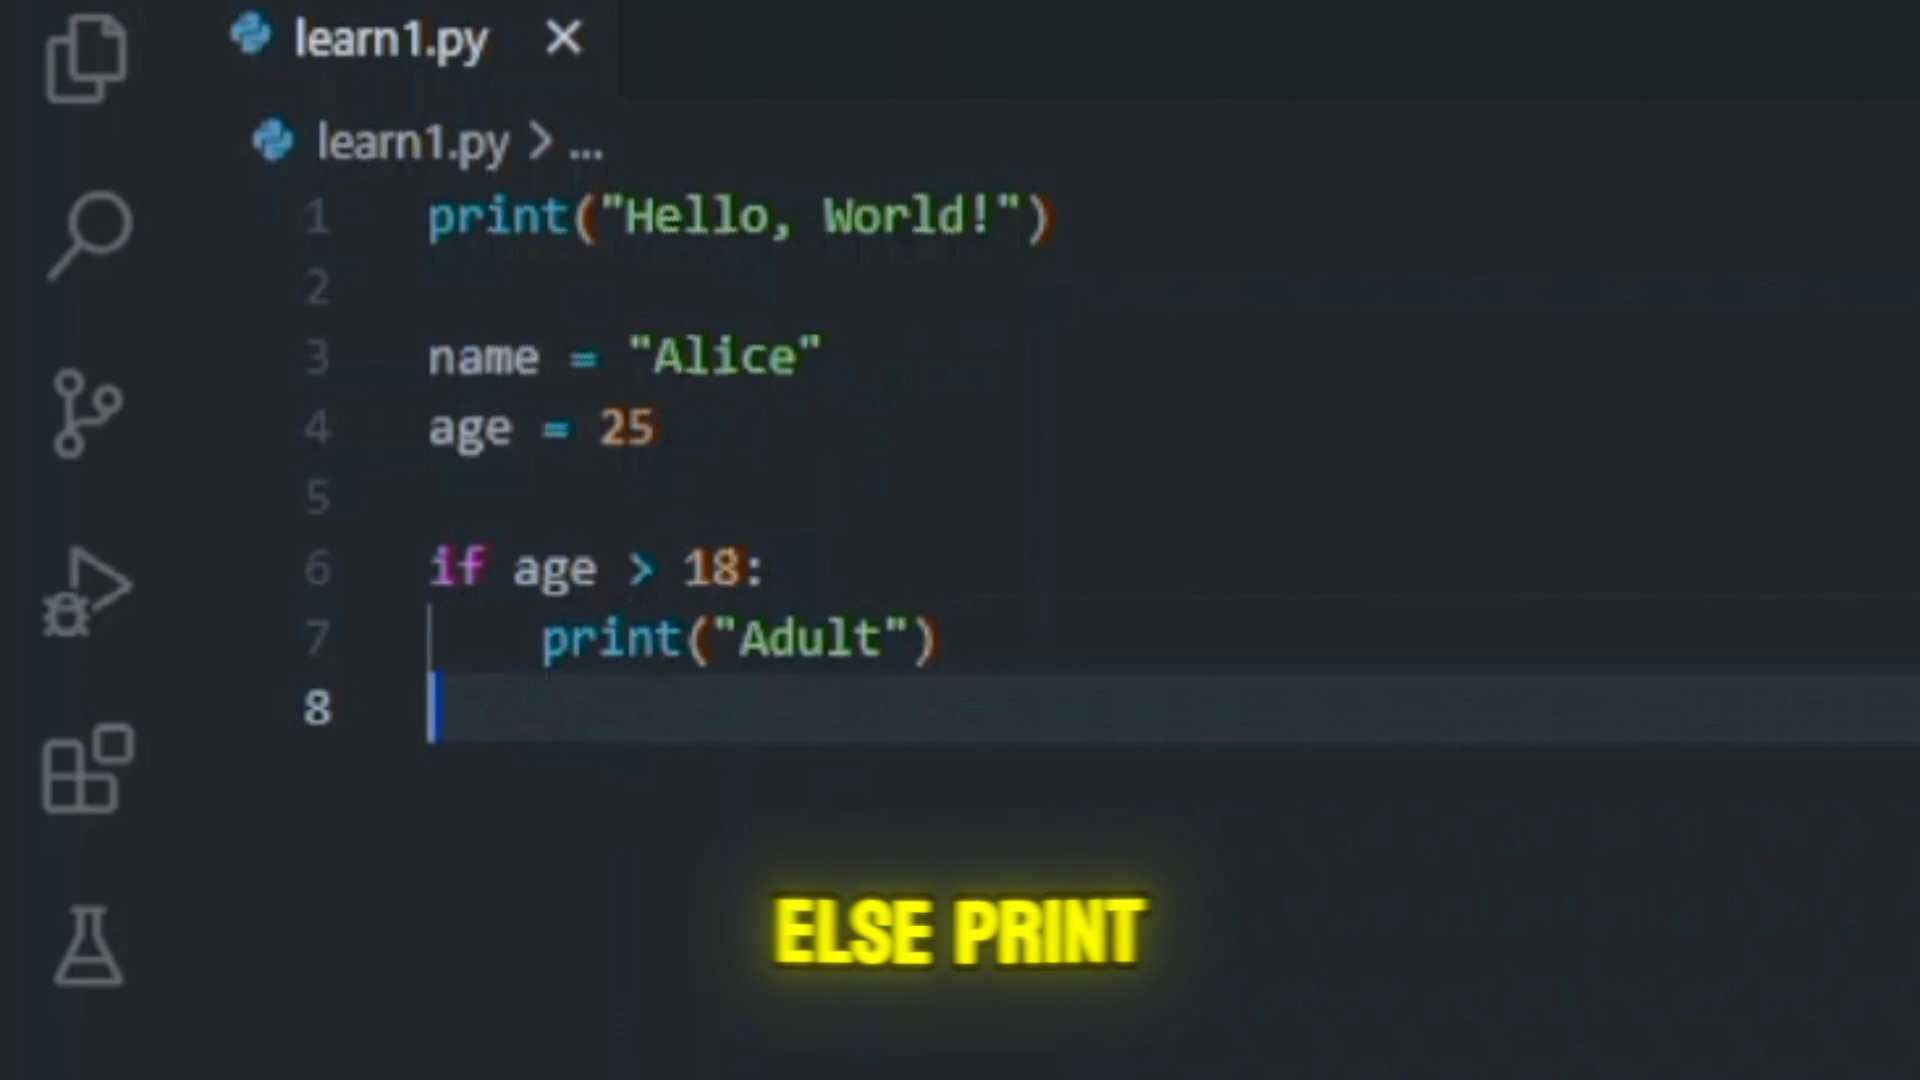 learn1.py
learn1.py > ...
1 print("Hello, World!")
2
3 name = "Alice"
4 age = 25
5
6 if age > 18:
7     print("Adult")
8
ELSE PRINT